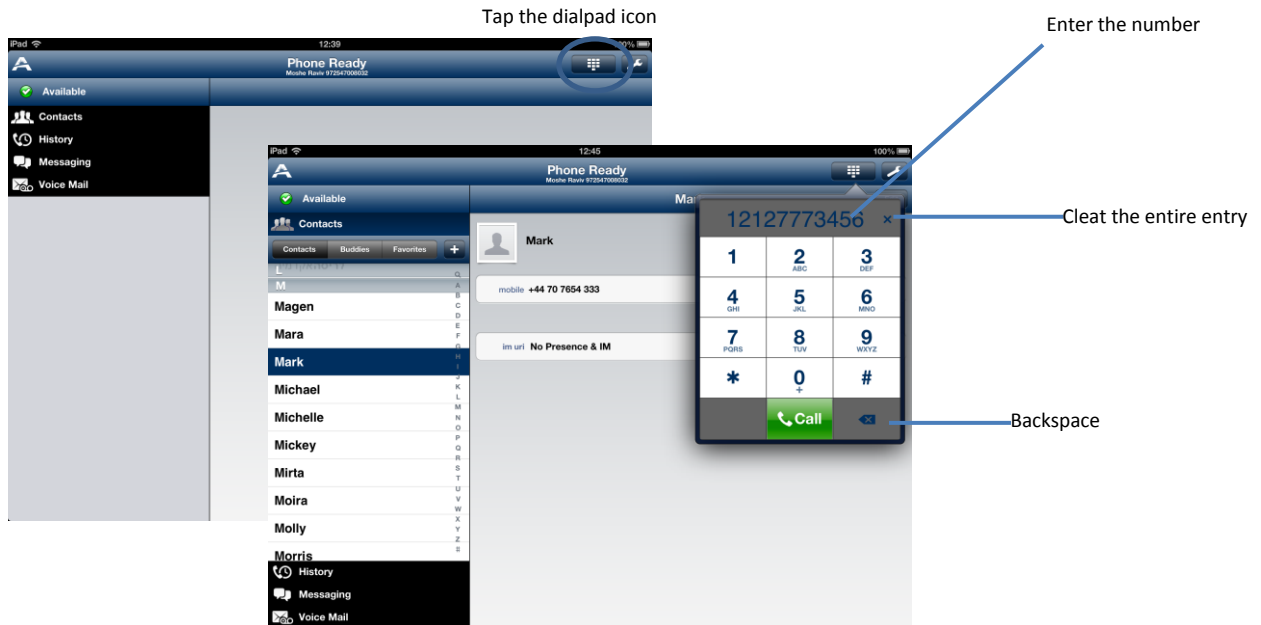 Tap the dialpad icon
Enter the number
iPad 12:39 100%
Phone Ready
Moshe Raviv 972547008032
Available
Contacts
History
Messaging
Voice Mail
iPad 12:45 100%
Phone Ready
Moshe Raviv 972547008032
Available
Contacts
Contacts Buddies Favorites +
L
M
Magen
Mara
Mark
Michael
Michelle
Mickey
Mirta
Moira
Molly
Morris
A
B
C
D
E
F
G
H
I
J
K
L
M
N
O
P
Q
R
S
T
U
V
W
X
Y
Z
#
History
Messaging
Voice Mail
Mark
mobile +44 70 7654 333
im uri No Presence & IM
12127773456 ×
1 2 3
ABC DEF
4 5 6
GHI JKL MNO
7 8 9
PQRS TUV WXYZ
* 0 #
+
Call
Cleat the entire entry
Backspace